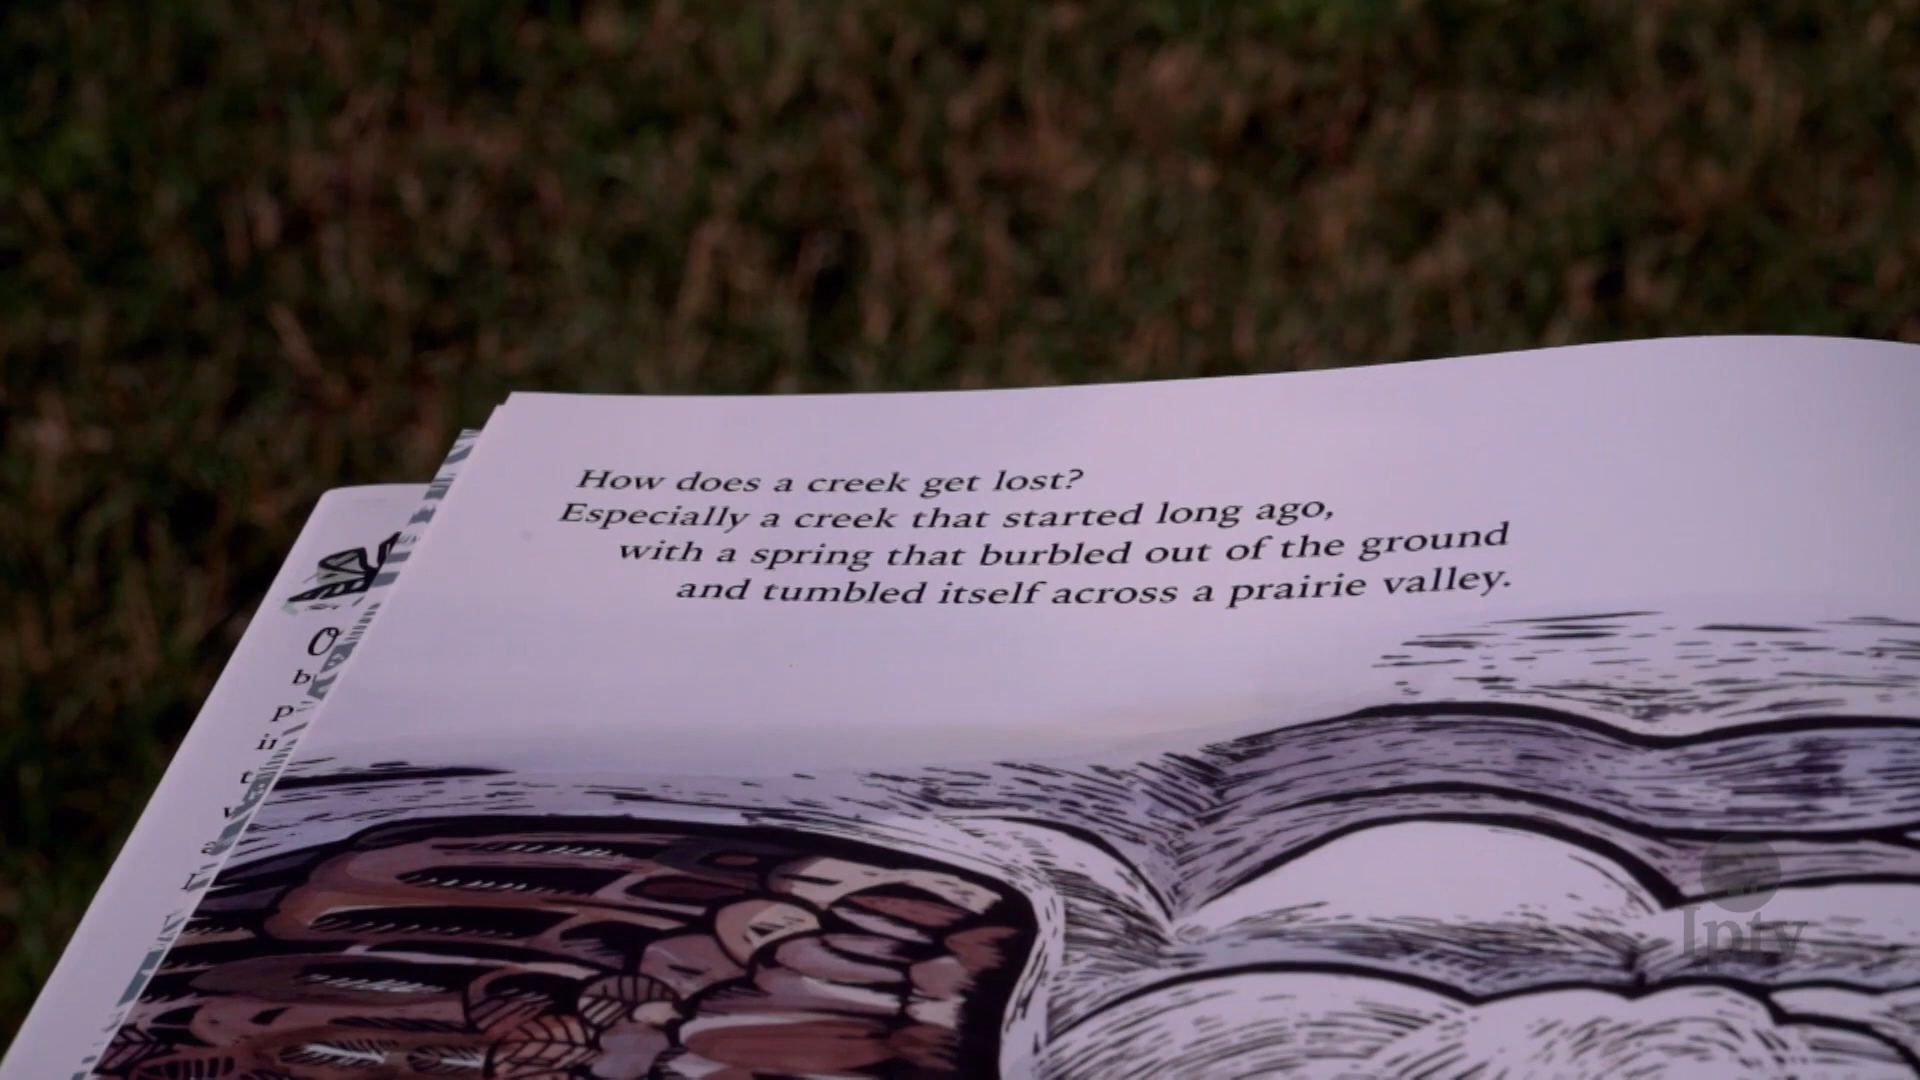 How does a creek get lost?
Especially a creek that started long ago,
with a spring that burbled out of the ground
and tumbled itself across a prairie valley.
O
b
p
Iptv